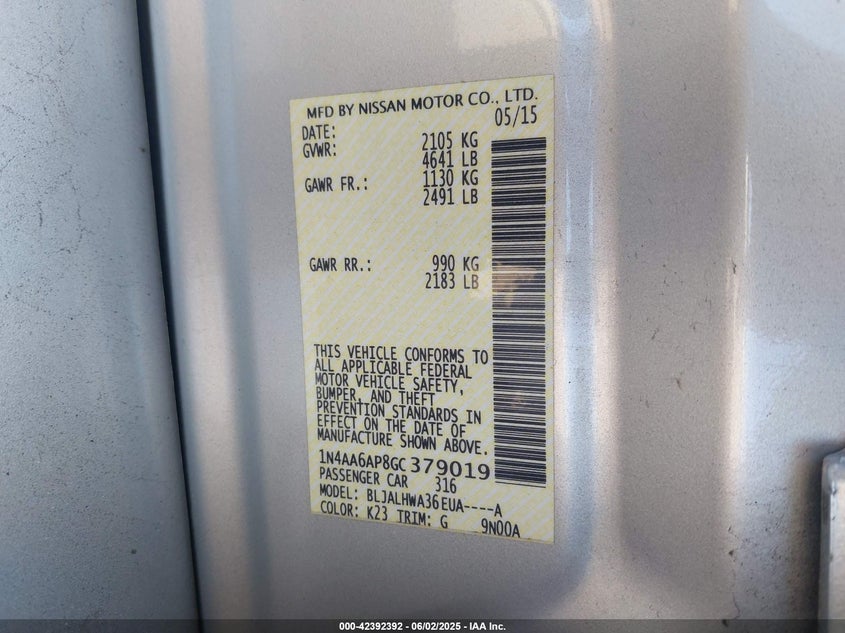 MFD BY NISSAN MOTOR CO., LTD.
DATE: 05/15
GVWR: 2105 KG
4641 LB
GAWR FR.: 1130 KG
2491 LB
GAWR RR.: 990 KG
2183 LB
THIS VEHICLE CONFORMS TO
ALL APPLICABLE FEDERAL
MOTOR VEHICLE SAFETY,
BUMPER, AND THEFT
PREVENTION STANDARDS IN
EFFECT ON THE DATE OF
MANUFACTURE SHOWN ABOVE.
1N4AA6AP8GC379019
PASSENGER CAR 316
MODEL: BLJALHWA36EUA----A
COLOR: K23 TRIM: G 9N00A
000-42392392 - 06/02/2025 - IAA Inc.